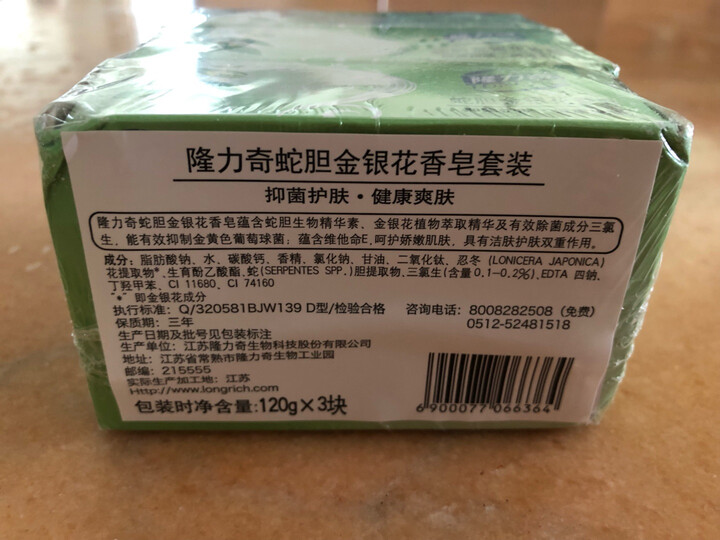 隆力奇蛇胆金银花香皂套装
抑菌护肤·健康爽肤
隆力奇蛇胆金银花香皂蕴含蛇胆生物精华素、金银花植物萃取精华及有效除菌成分三氯
生，能有效抑制金黄色葡萄球菌；蕴含维他命E，呵护娇嫩肌肤，具有洁肤护肤双重作用。
成分：脂肪酸钠、水、碳酸钙、香精、氯化钠、甘油、二氧化钛、忍冬 (LONICERA JAPONICA)
花提取物*、生育酚乙酸酯、蛇(SERPENTES SPP.)胆提取物、三氯生(含量 0.1-0.2%)、EDTA 四钠、
丁羟甲苯、CI 11680、CI 74160
"*" 即金银花成分
执行标准：Q/320581BJW139 D型/检验合格 咨询电话：8008282508（免费）
保质期：三年 0512-52481518
生产日期及批号见包装标注
生产单位：江苏隆力奇生物科技股份有限公司
地址：江苏省常熟市隆力奇生物工业园
邮编：215555
实际生产加工地：江苏
Http://www.longrich.com
包装时净含量：120g×3块
6 900077 066364